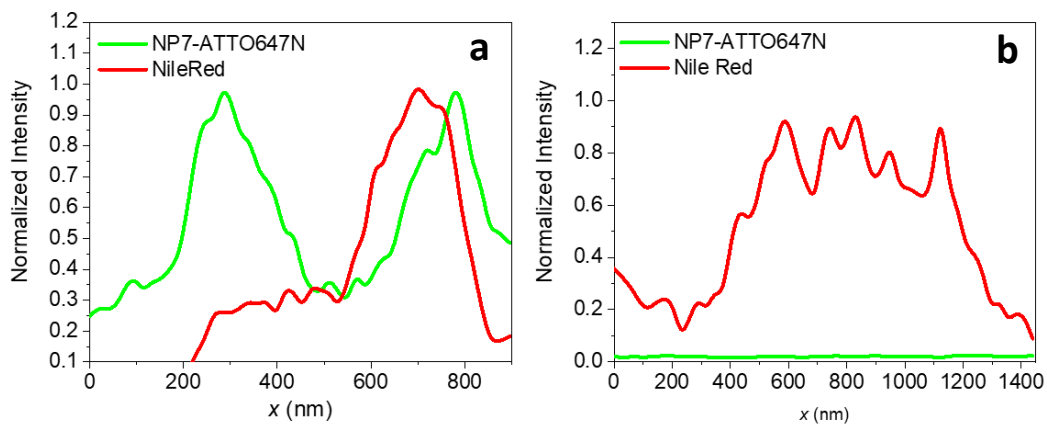 a
NP7-ATTO647N
NileRed
Normalized Intensity
1.2
1.1
1.0
0.9
0.8
0.7
0.6
0.5
0.4
0.3
0.2
0.1
0 200 400 600 800
x (nm)
b
NP7-ATTO647N
Nile Red
Normalized Intensity
1.2
1.0
0.8
0.6
0.4
0.2
0.0
0 200 400 600 800 1000 1200 1400
x (nm)